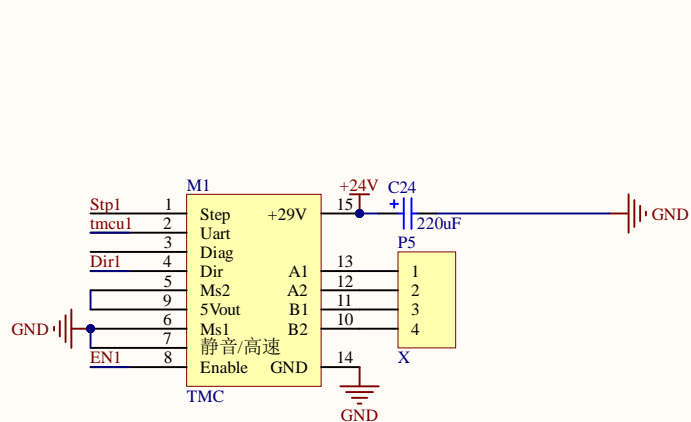 M1
+24V
C24
Stp1 1 Step +29V 15
220uF
GND
tmcu1 2 Uart
3 Diag
P5
Dir1 4 Dir A1 13 1
5 Ms2 A2 12 2
9 5Vout B1 11 3
GND 6 Ms1 B2 10 4
7 静音/高速
EN1 8 Enable GND 14
X
TMC
GND